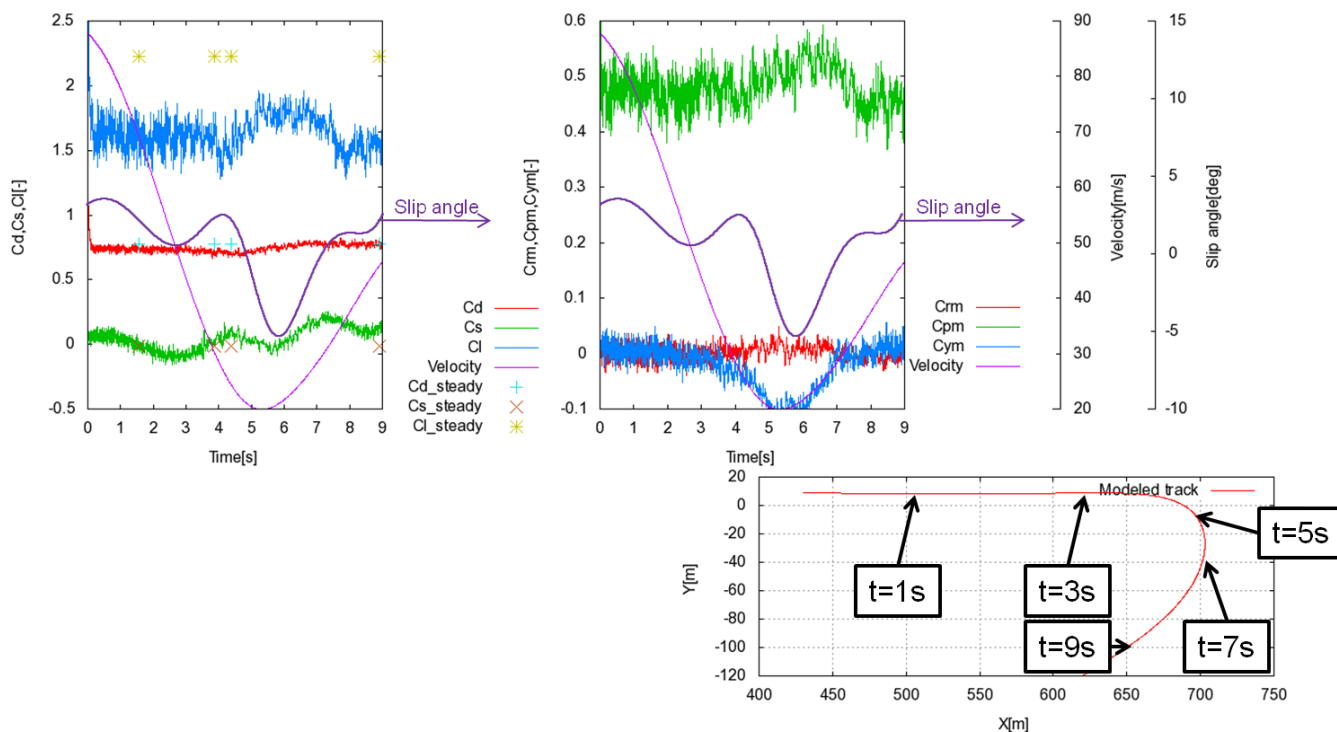 Cd,Cs,Cl[-]
2.5
2
1.5
1
0.5
0
-0.5
0 1 2 3 4 5 6 7 8 9
Time[s]
Slip angle
Cd
Cs
Cl
Velocity
Cd_steady
Cs_steady
Cl_steady
Crm,Cpm,Cym[-]
0.6
0.5
0.4
0.3
0.2
0.1
0
-0.1
0 1 2 3 4 5 6 7 8 9
Time[s]
Slip angle
Crm
Cpm
Cym
Velocity
90
80
70
60
50
40
30
20
Velocity[m/s]
15
10
5
0
-5
-10
Slip angle[deg]
Y[m]
20
0
-20
-40
-60
-80
-100
-120
400 450 500 550 600 650 700 750
X[m]
Modeled track
t=1s
t=3s
t=5s
t=7s
t=9s